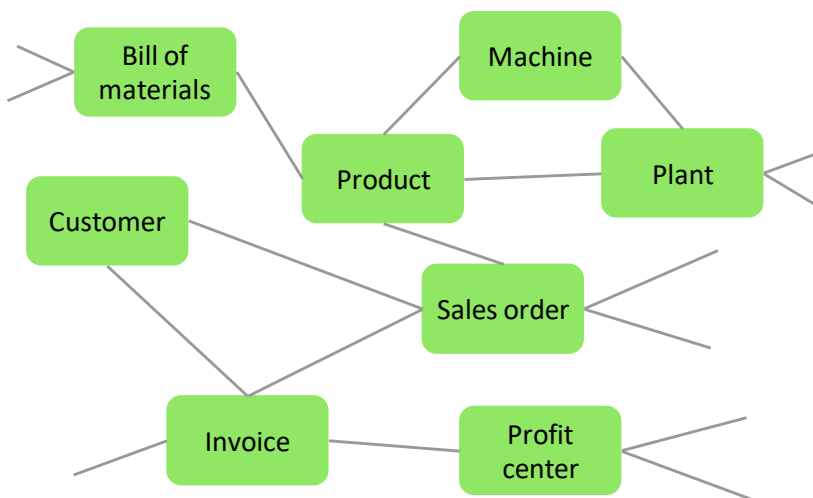 Bill of
materials
Machine
Product
Plant
Customer
Sales order
Invoice
Profit
center